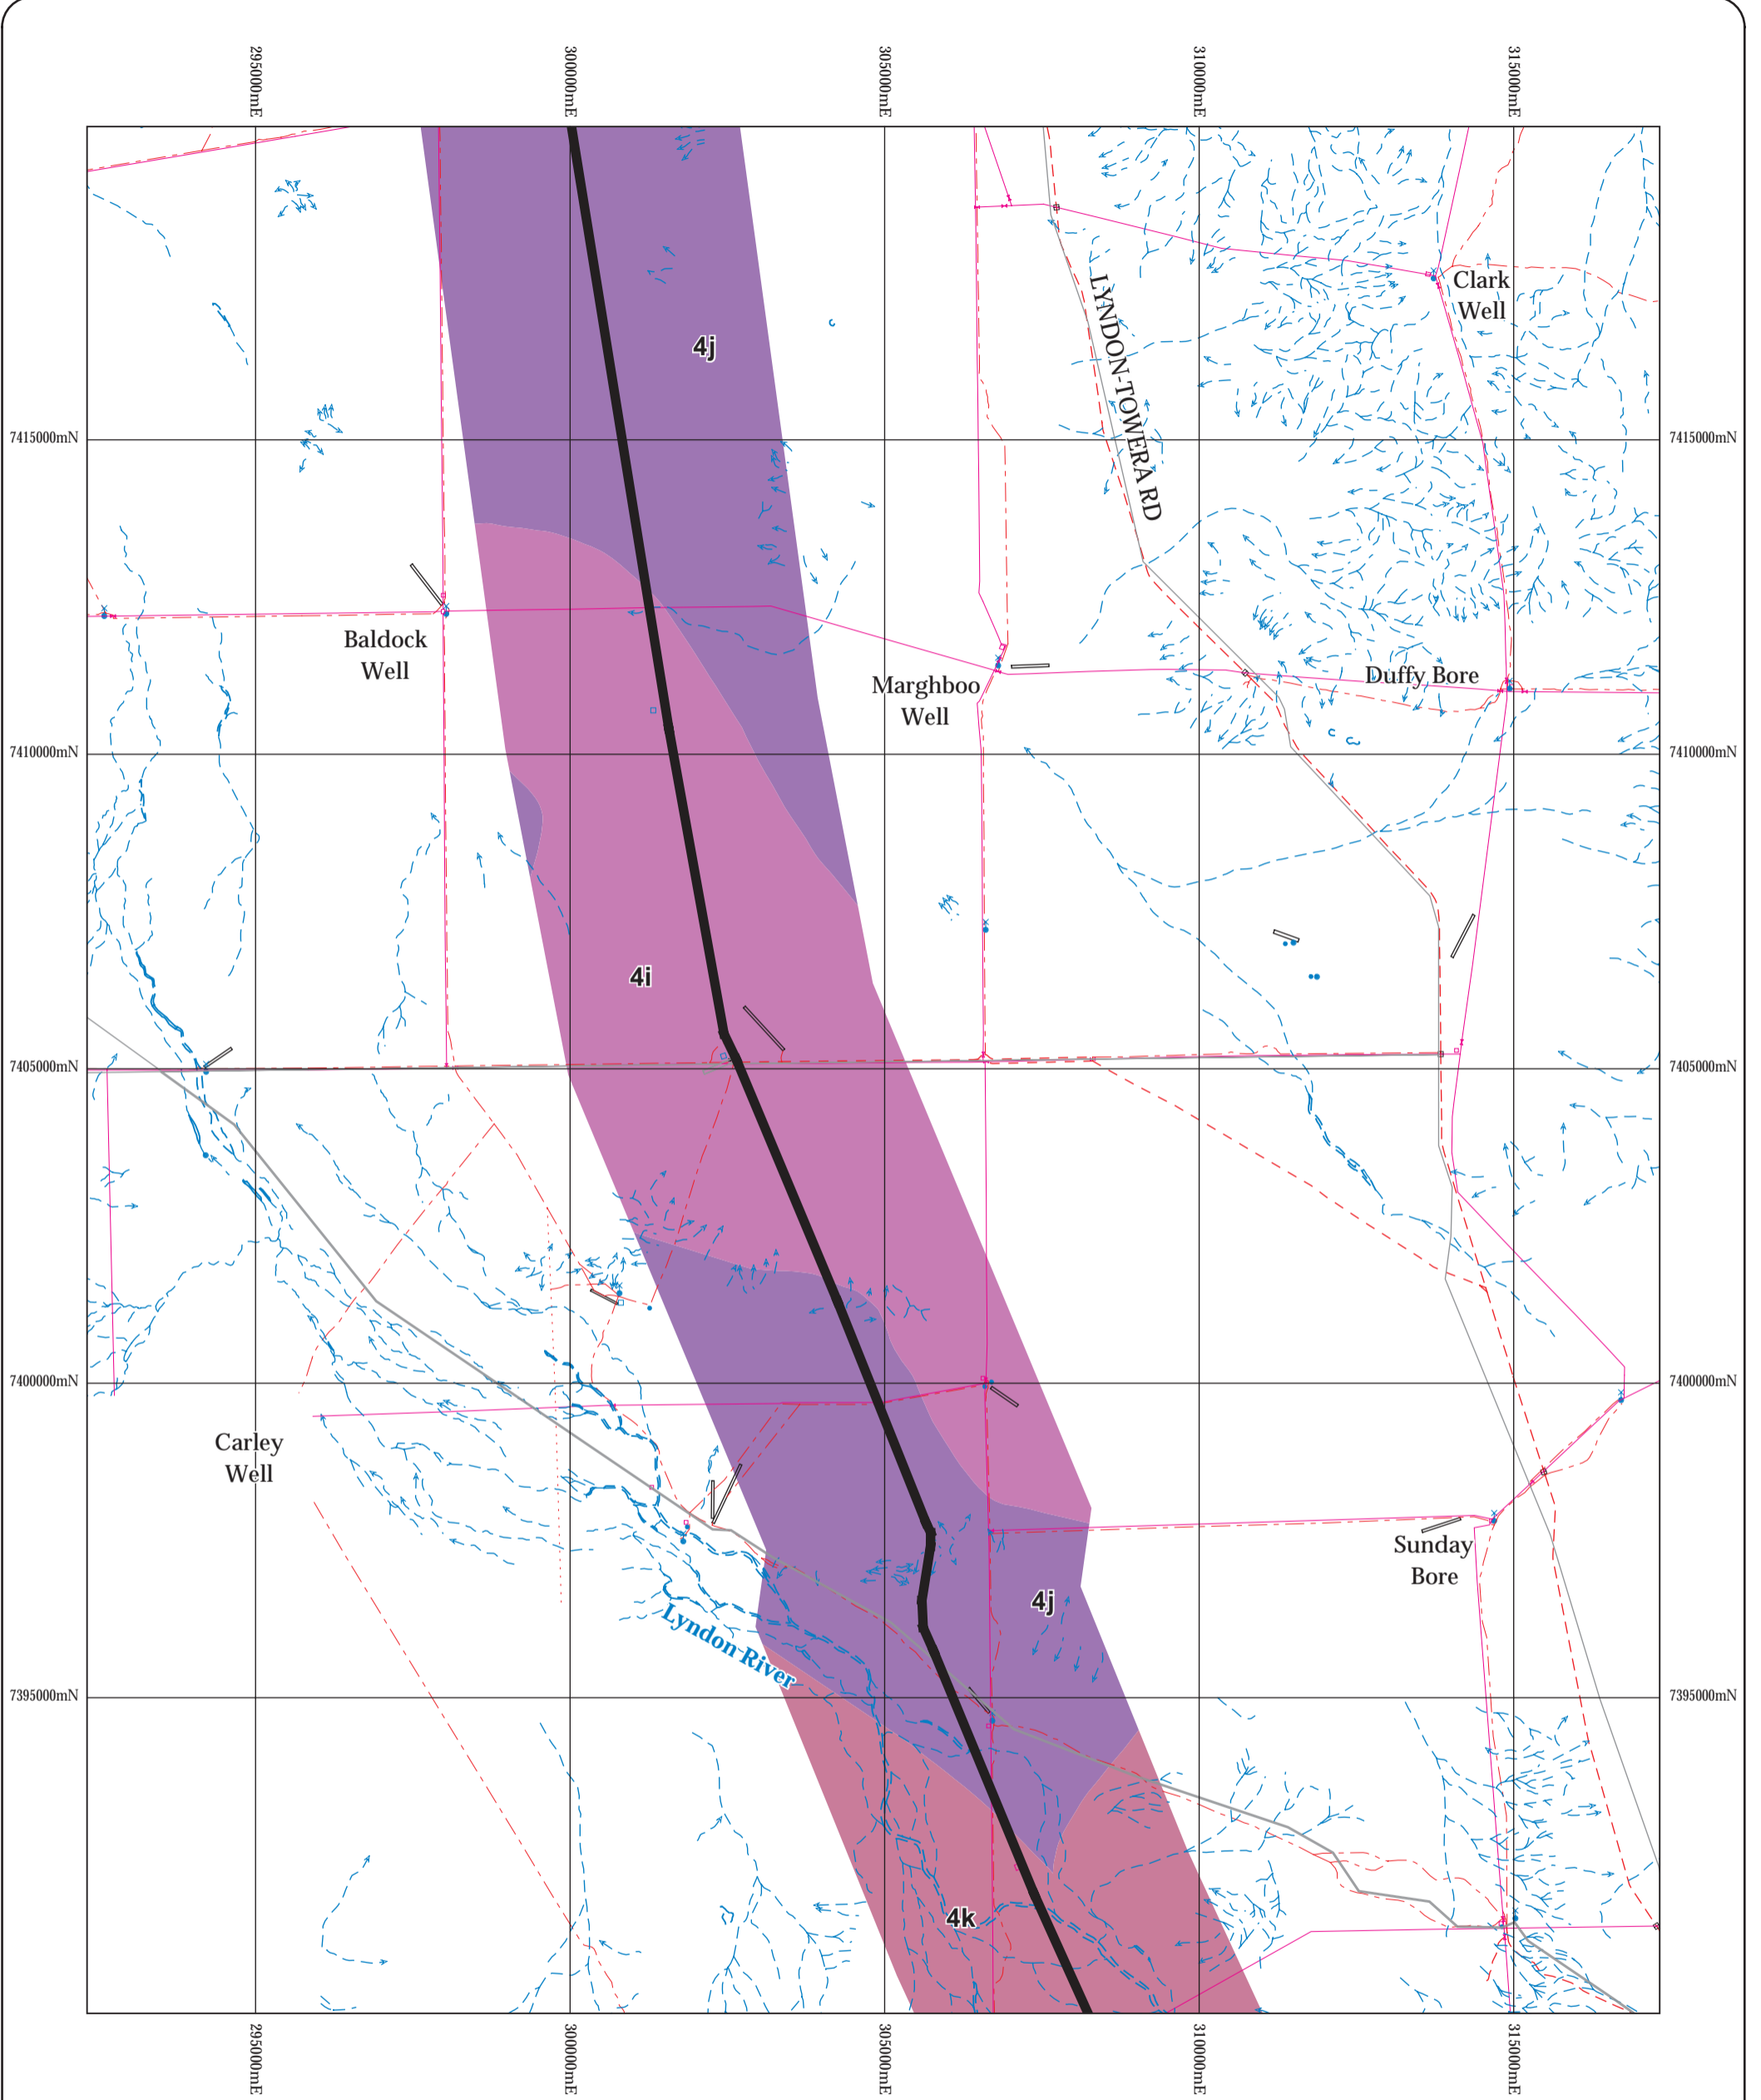 295000mE
300000mE
305000mE
310000mE
315000mE
Clark
Well
LYNDON-TOWERA RD
4j
7415000mN
7415000mN
Baldock
Well
Marghboo
Well
Duffy Bore
7410000mN
7410000mN
4i
7405000mN
7405000mN
7400000mN
7400000mN
Carley
Well
Sunday
Bore
4j
Lyndon River
7395000mN
7395000mN
4k
295000mE
300000mE
305000mE
310000mE
315000mE